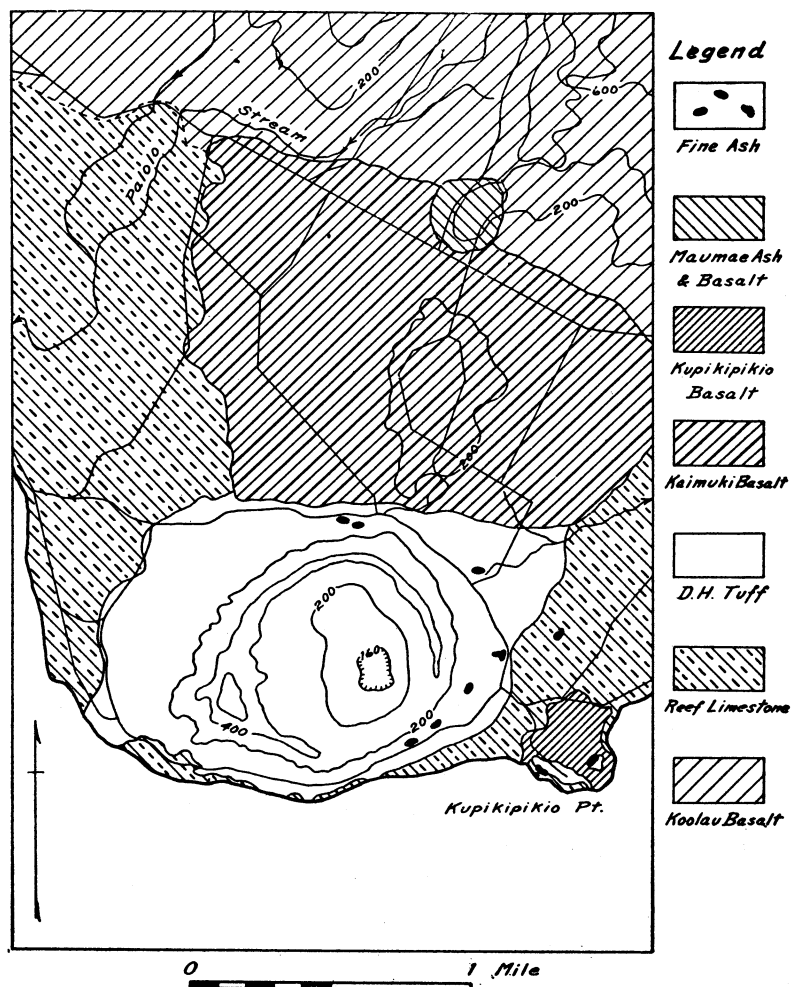 Legend
Fine Ash
Maumae Ash
& Basalt
Kupikipikio
Basalt
Kaimuki Basalt
D.H. Tuff
Reef Limestone
Koolau Basalt
200
600
Stream
Palolo
200
200
200
160
400
200
Kupikipikio Pt.
0 1 Mile